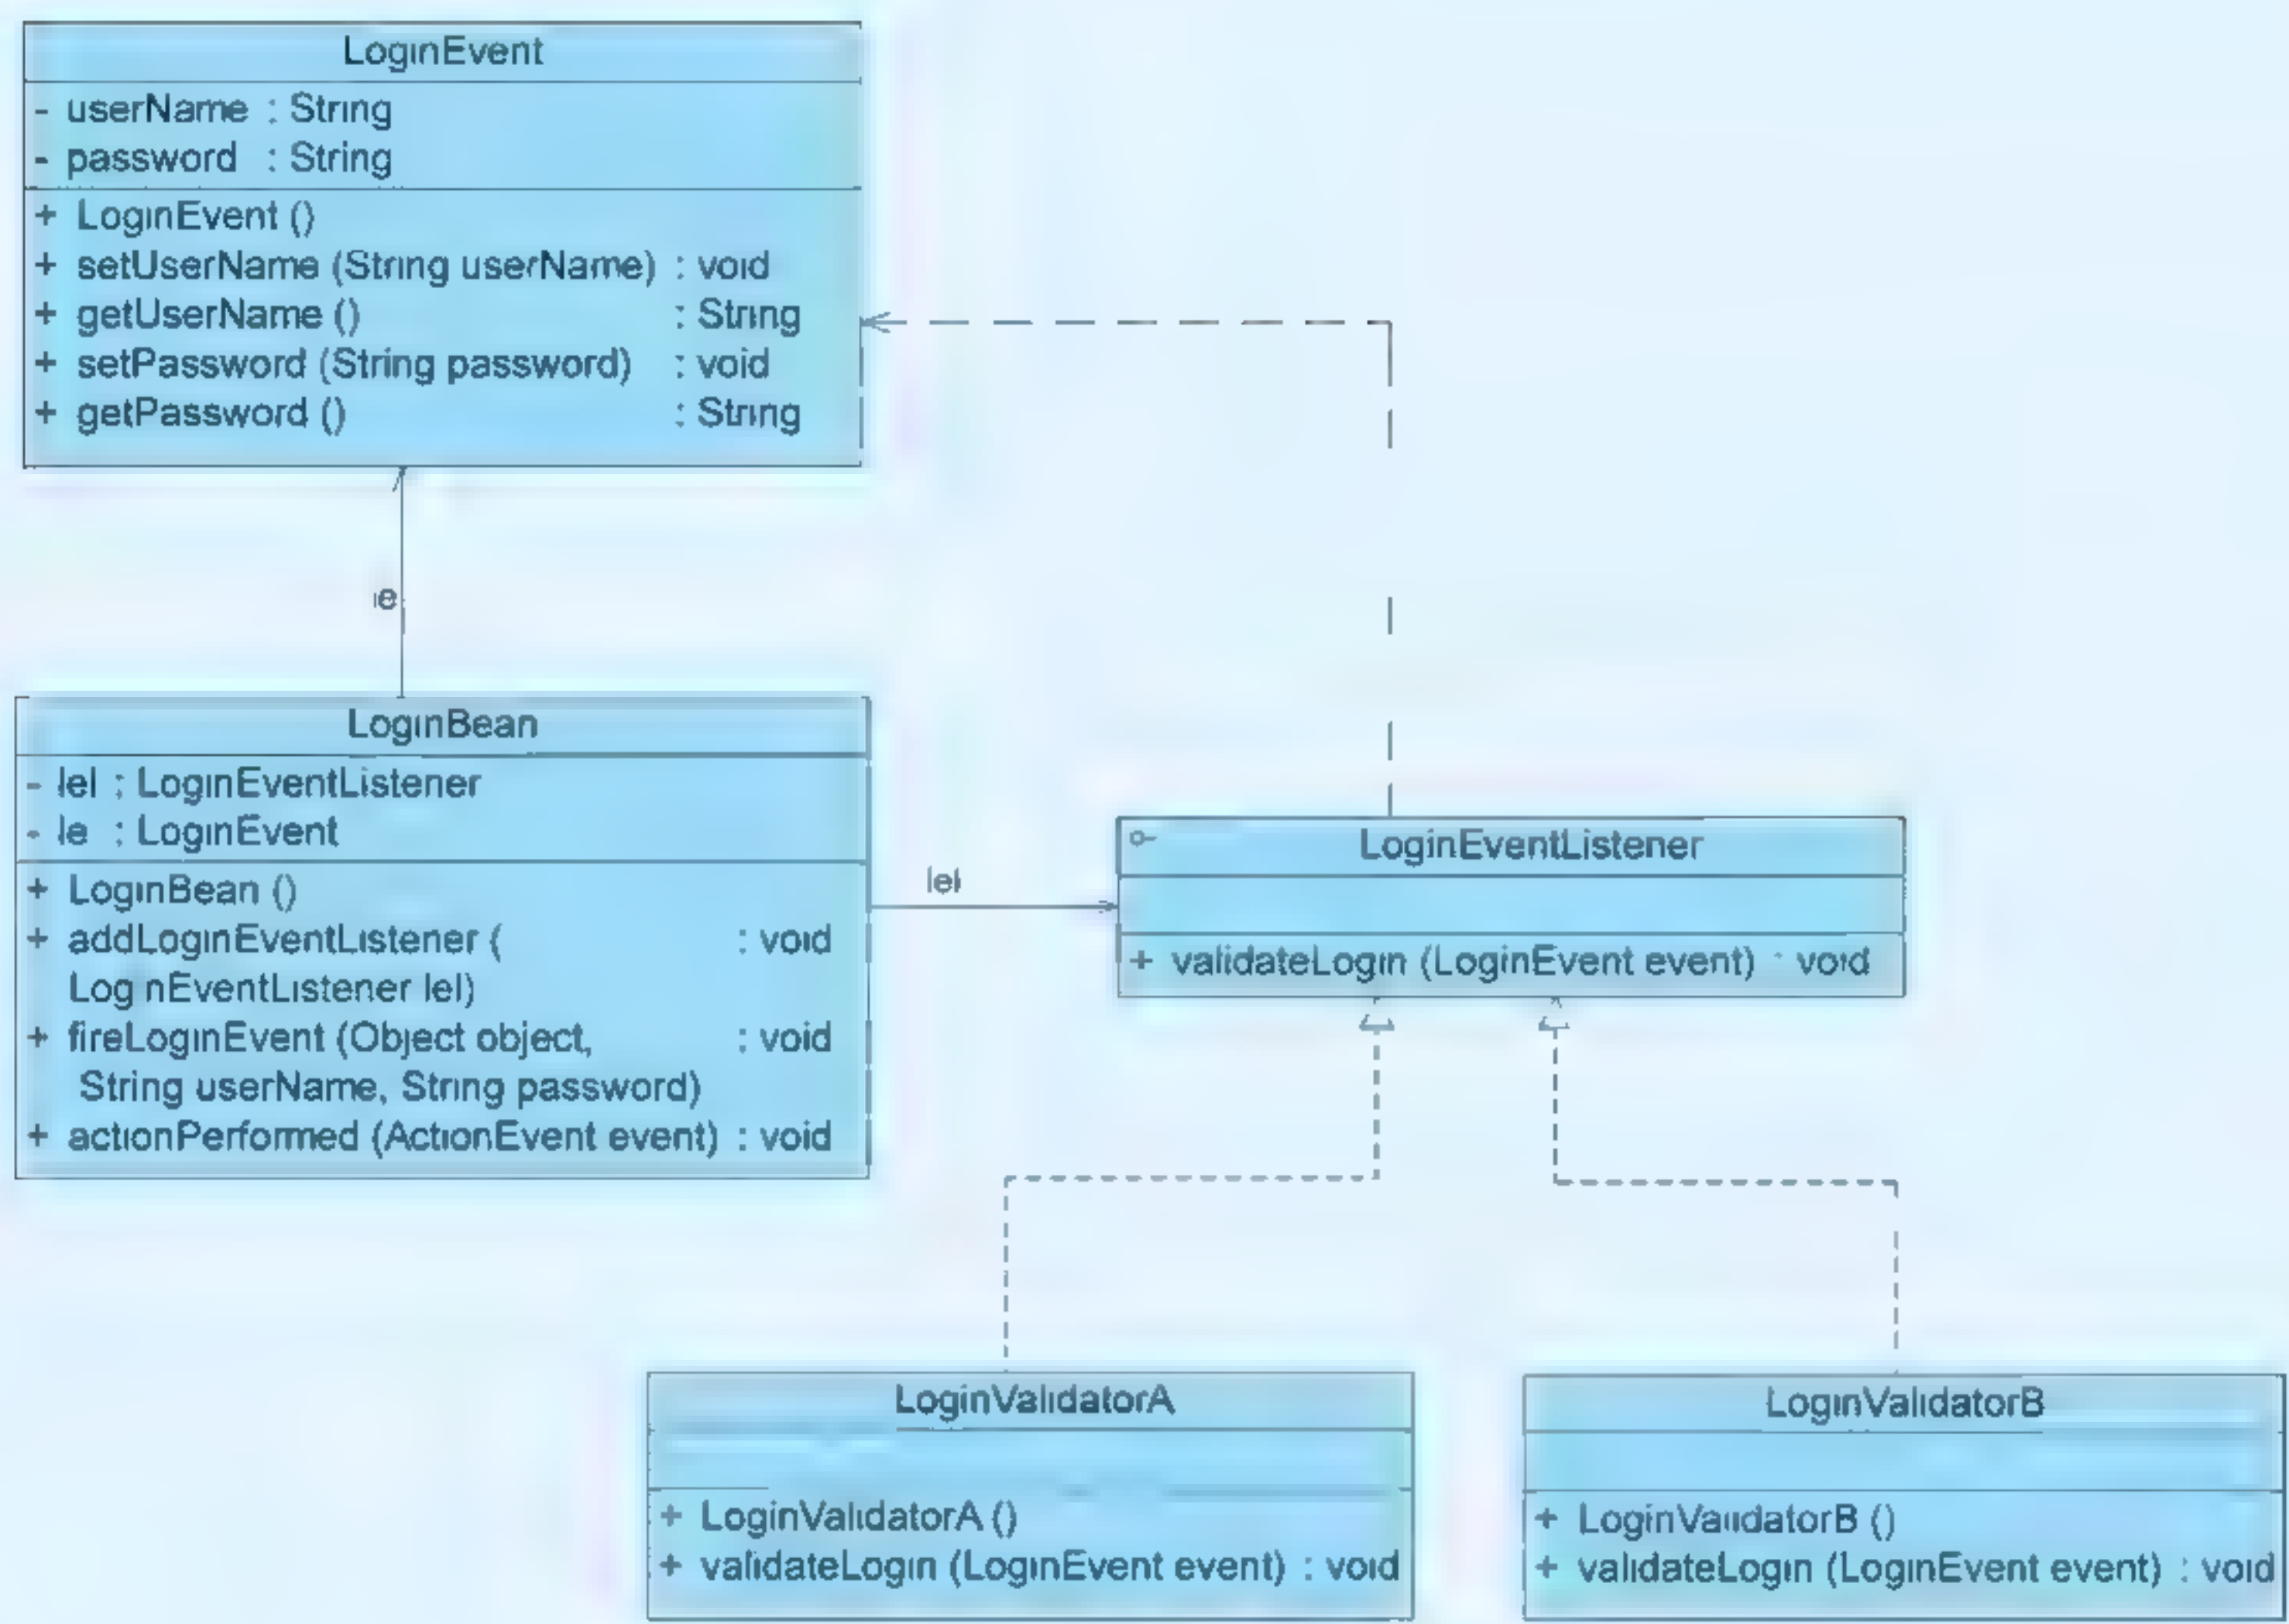 LoginEvent
- userName : String
- password : String
+ LoginEvent ()
+ setUserName (String userName) : void
+ getUserName () : String
+ setPassword (String password) : void
+ getPassword () : String
le
LoginBean
- lel : LoginEventListener
- le : LoginEvent
+ LoginBean ()
+ addLoginEventListener ( : void
LoginEventListener lel)
+ fireLoginEvent (Object object, : void
String userName, String password)
+ actionPerformed (ActionEvent event) : void
lel
LoginEventListener
+ validateLogin (LoginEvent event) : void
LoginValidatorA
+ LoginValidatorA ()
+ validateLogin (LoginEvent event) : void
LoginValidatorB
+ LoginValidatorB ()
+ validateLogin (LoginEvent event) : void